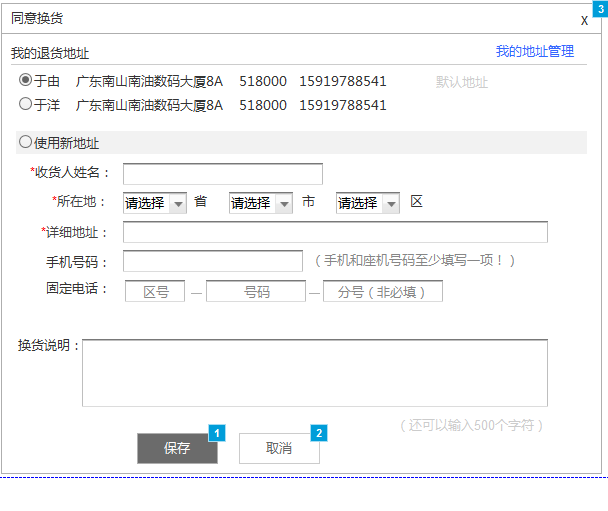 同意换货 X 3
我的退货地址 我的地址管理
于由 广东南山南油数码大厦8A 518000 15919788541 默认地址
于洋 广东南山南油数码大厦8A 518000 15919788541
使用新地址
*收货人姓名：
*所在地： 请选择 省 请选择 市 请选择 区
*详细地址：
手机号码： （手机和座机号码至少填写一项！）
固定电话： 区号 — 号码 — 分号（非必填）
换货说明：
（还可以输入500个字符）
保存 1 取消 2